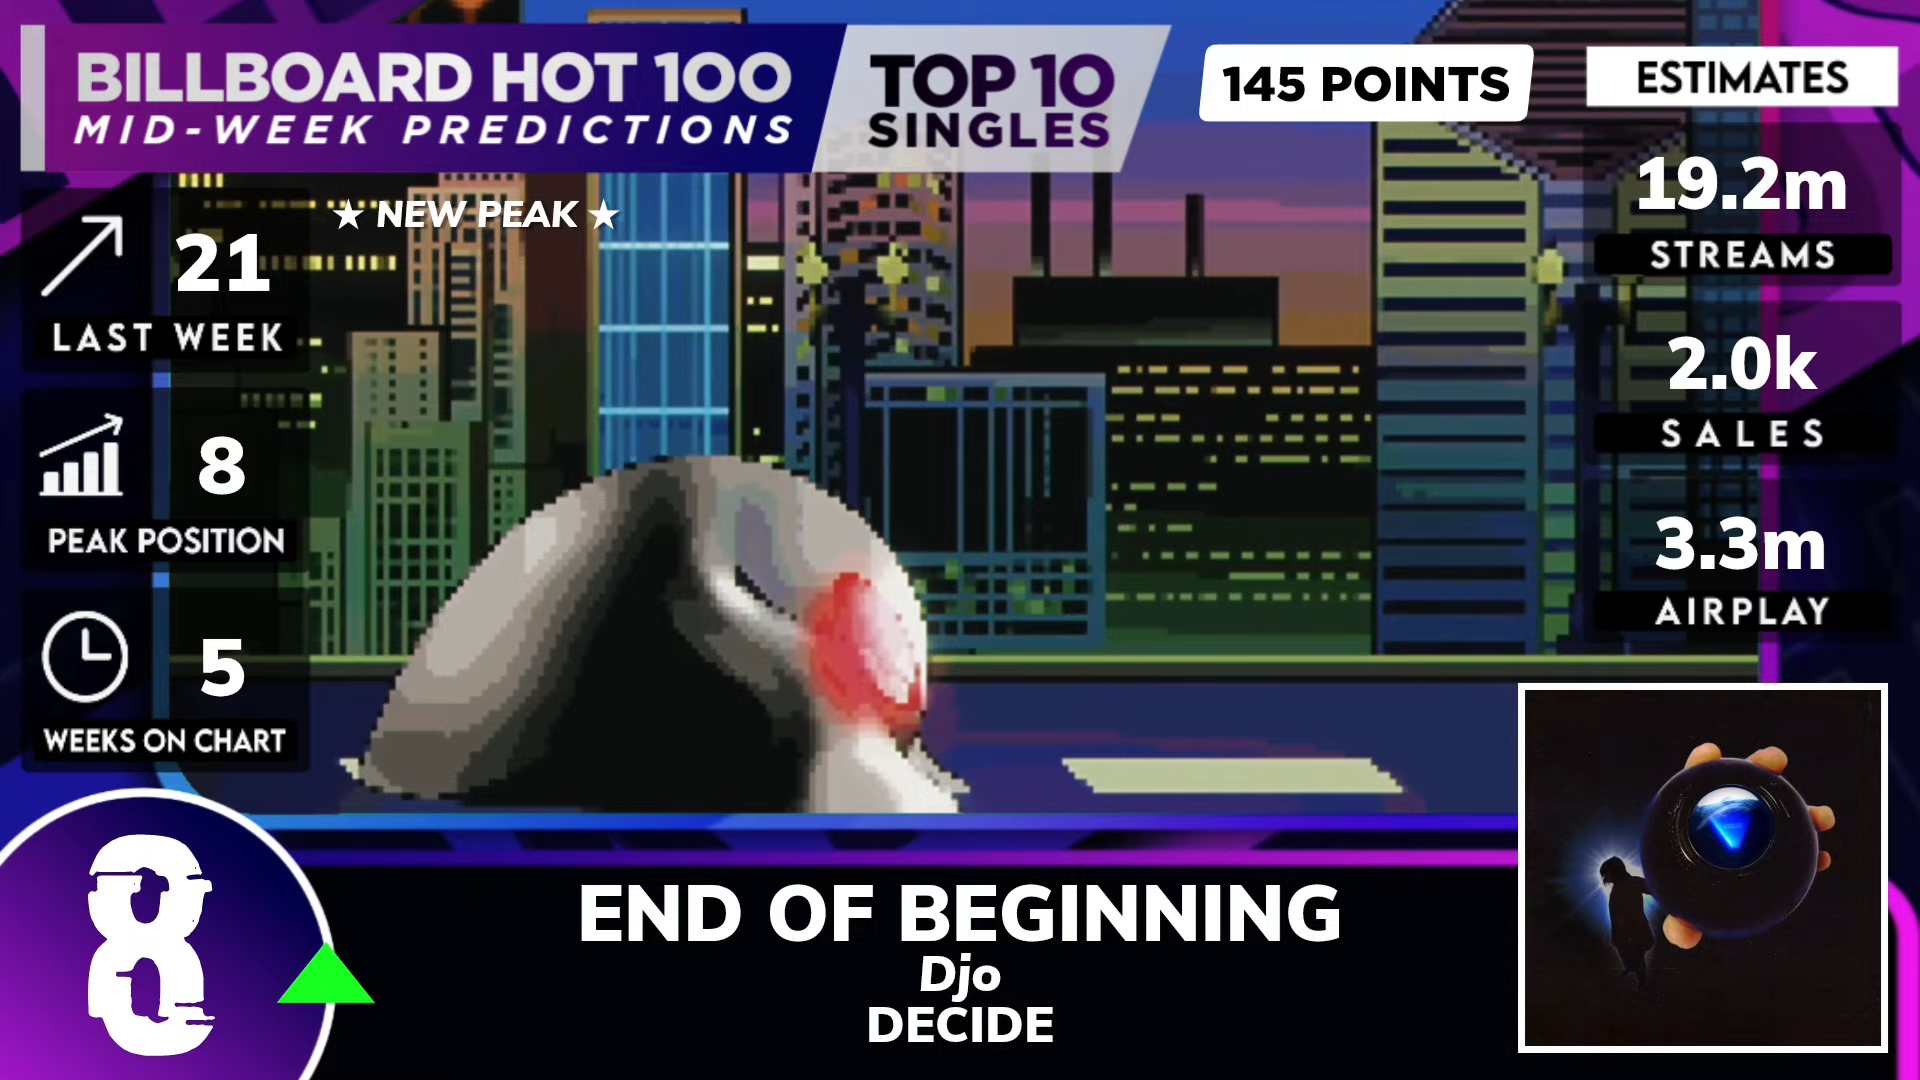 BILLBOARD HOT 100
MID-WEEK PREDICTIONS
TOP 10
SINGLES
145 POINTS
ESTIMATES
★ NEW PEAK ★
21
LAST WEEK
8
PEAK POSITION
5
WEEKS ON CHART
19.2m
STREAMS
2.0k
SALES
3.3m
AIRPLAY
8
END OF BEGINNING
Djo
DECIDE